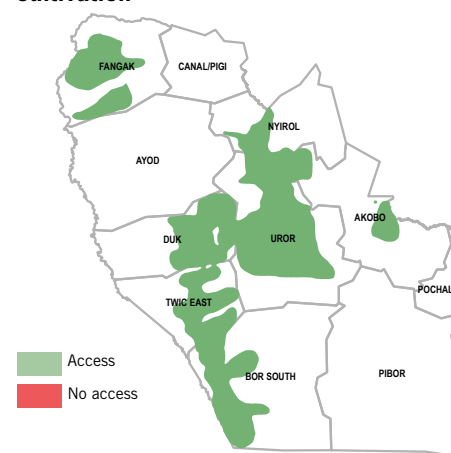 FANGAK
CANAL/PIGI
NYIROL
AYOD
AKOBO
DUK
UROR
POCHAL
TWIC EAST
BOR SOUTH
PIBOR
Access
No access